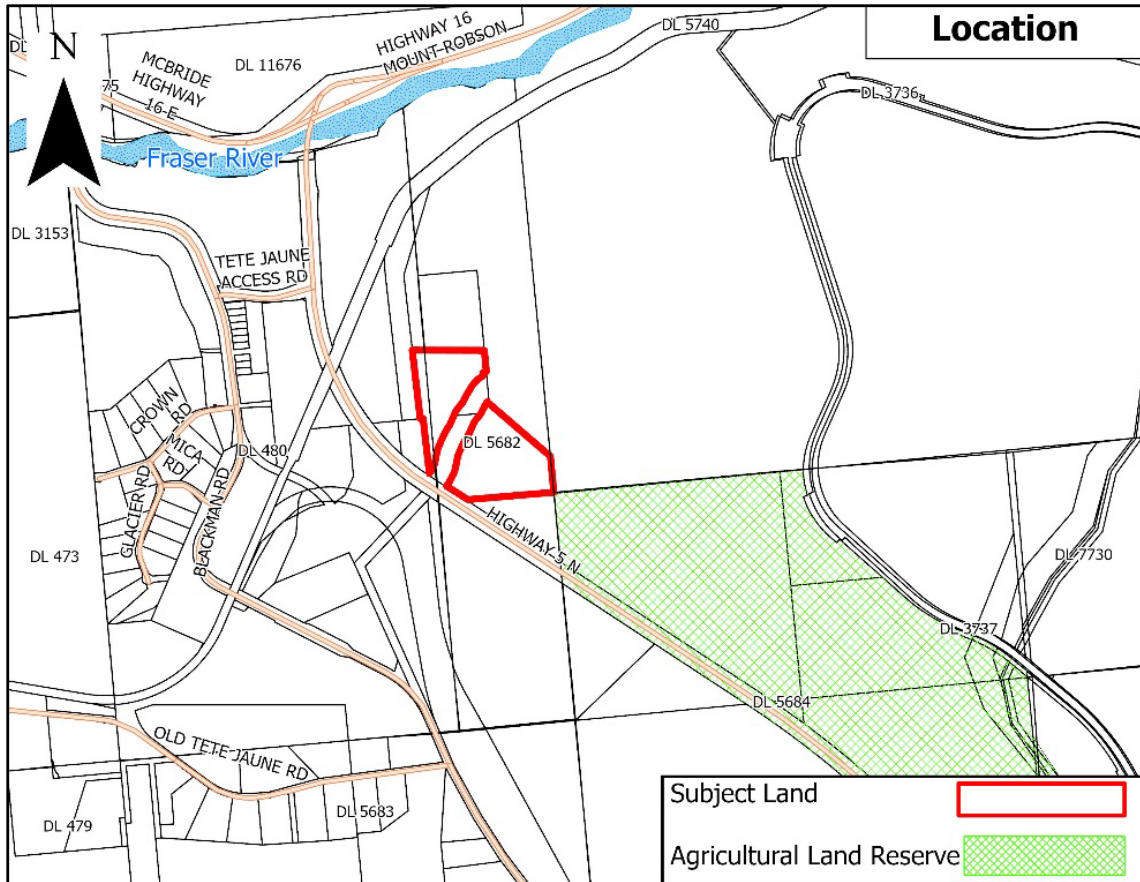 Location
N
DL
DL 11676
HIGHWAY 16
MOUNT ROBSON
DL 5740
MCBRIDE
HIGHWAY
16 E
75
DL 3736
Fraser River
DL 3153
TETE JAUNE
ACCESS RD
CROWN
RD
MICA
RD
DL 480
DL 5682
GLACIER RD
BLACKMAN RD
HIGHWAY 5 N
DL 473
DL 7730
DL 3737
DL 5684
OLD TETE JAUNE RD
DL 479
DL 5683
Subject Land
Agricultural Land Reserve